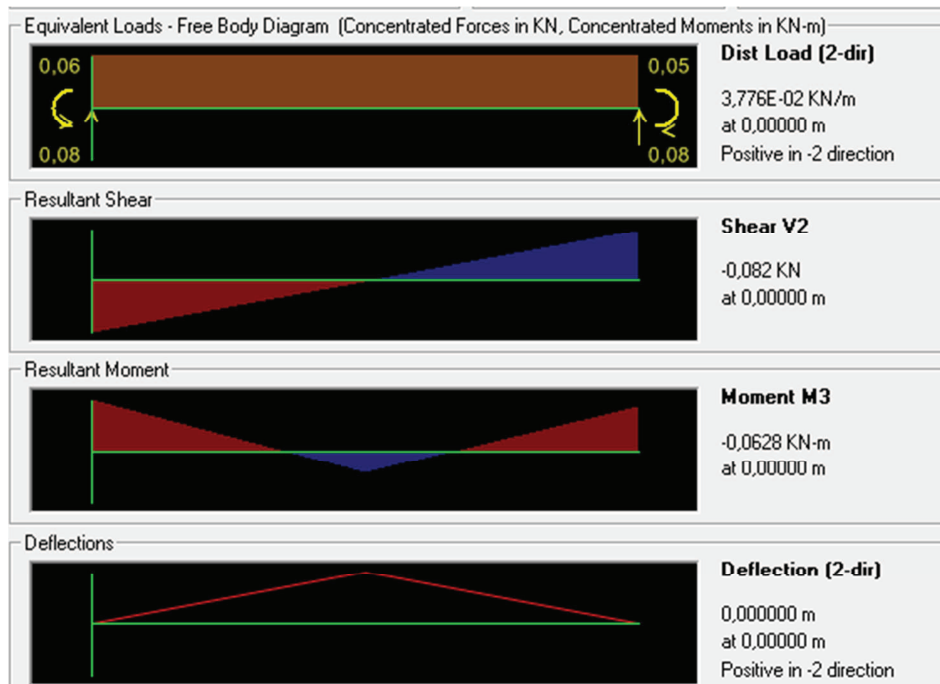 Equivalent Loads - Free Body Diagram (Concentrated Forces in KN, Concentrated Moments in KN-m)
0,06
0,05
0,08
0,08
Dist Load (2-dir)
3,776E-02 KN/m
at 0,00000 m
Positive in -2 direction
Resultant Shear
Shear V2
-0,082 KN
at 0,00000 m
Resultant Moment
Moment M3
-0,0628 KN-m
at 0,00000 m
Deflections
Deflection (2-dir)
0,000000 m
at 0,00000 m
Positive in -2 direction